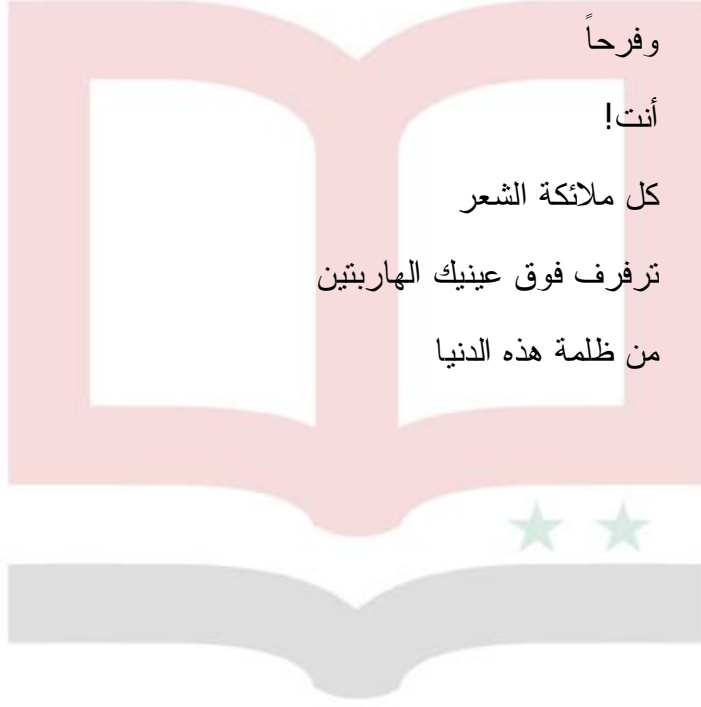 وفرحاً
أنت!
كل ملائكة الشعر
ترفرف فوق عينيك الهاربتين
من ظلمة هذه الدنيا